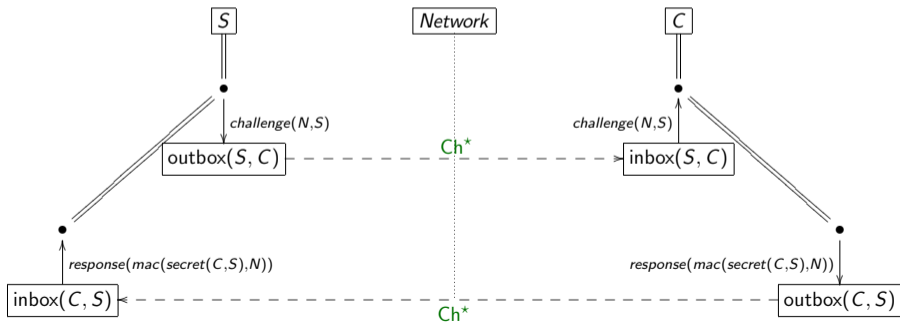 S
Network
C
challenge(N,S)
challenge(N,S)
outbox(S, C)
Ch⋆
inbox(S, C)
response(mac(secret(C,S),N))
response(mac(secret(C,S),N))
inbox(C, S)
Ch⋆
outbox(C, S)